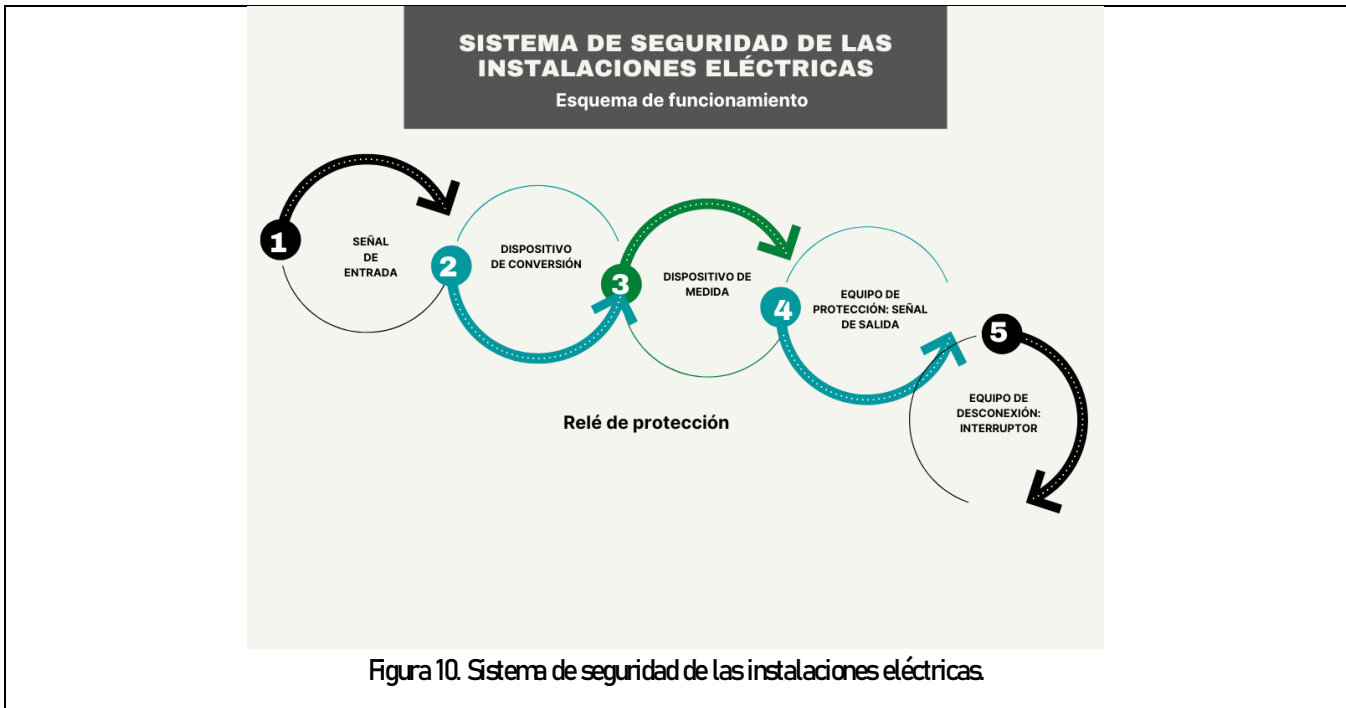 SISTEMA DE SEGURIDAD DE LAS
INSTALACIONES ELÉCTRICAS
Esquema de funcionamiento
1
SEÑAL
DE
ENTRADA
2
DISPOSITIVO
DE CONVERSIÓN
3
DISPOSITIVO DE
MEDIDA
4
EQUIPO DE
PROTECCIÓN: SEÑAL
DE SALIDA
5
EQUIPO DE
DESCONEXIÓN:
INTERRUPTOR
Relé de protección
Figura 10. Sistema de seguridad de las instalaciones eléctricas.